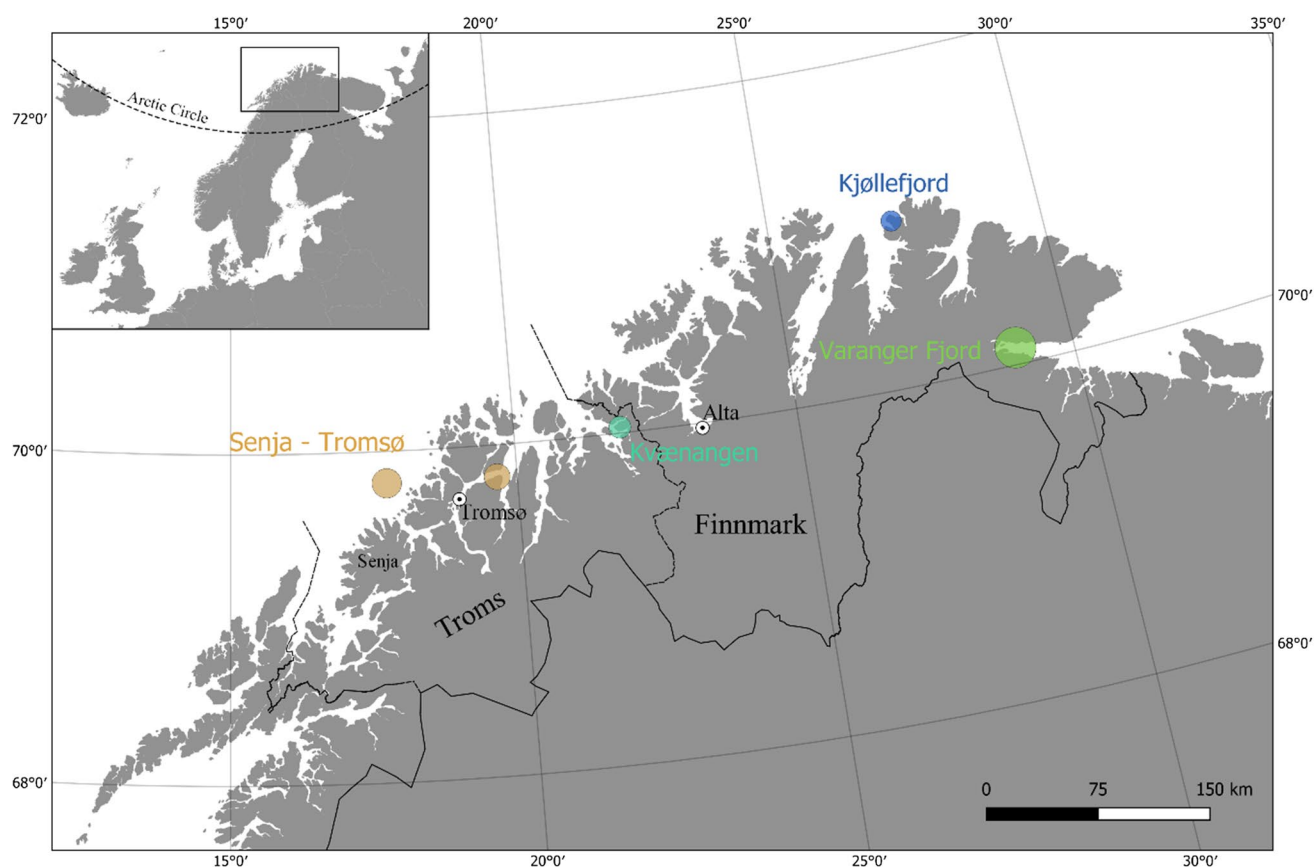 15°0′
20°0′
25°0′
30°0′
35°0′
Arctic Circle
72°0′
Kjøllefjord
70°0′
Varanger Fjord
Alta
Senja - Tromsø
Kvænangen
70°0′
Tromsø
Finnmark
Senja
Troms
68°0′
68°0′
0
75
150 km
15°0′
20°0′
25°0′
30°0′